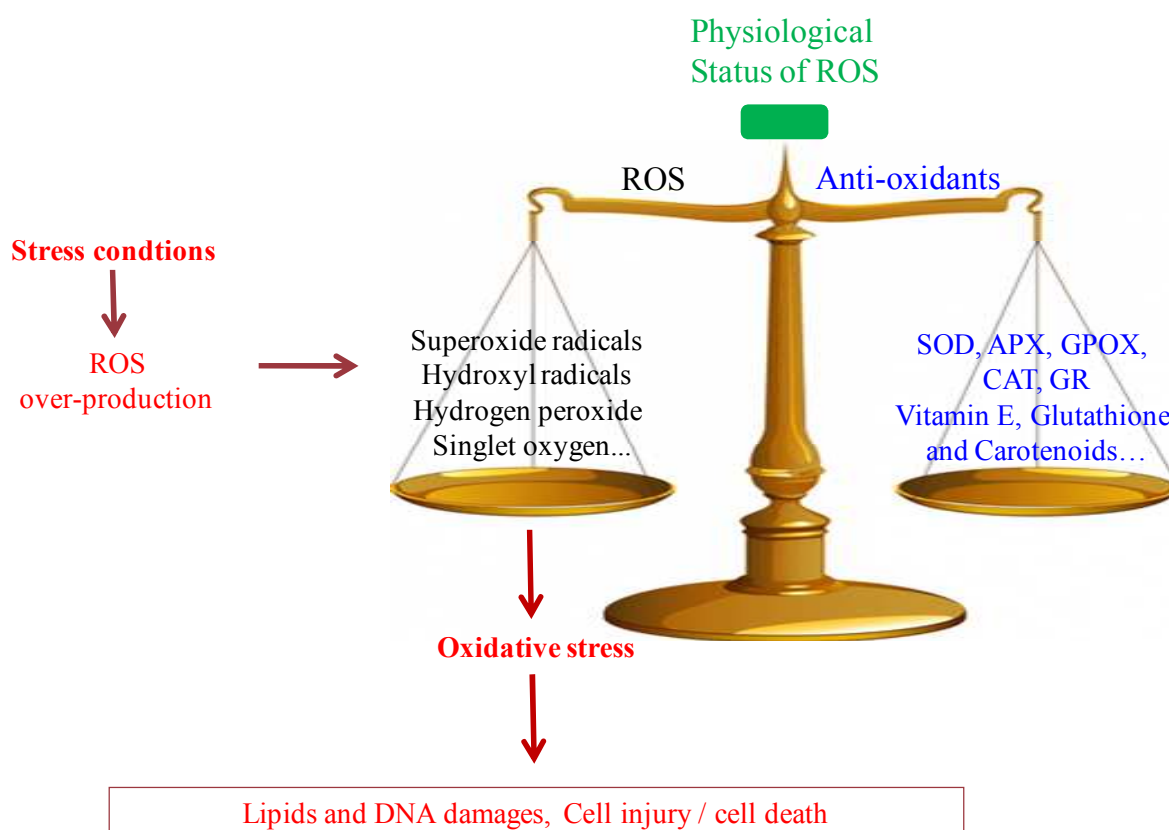 Physiological
Status of ROS
ROS
Anti-oxidants
Stress condtions
ROS
over-production
Superoxide radicals
Hydroxyl radicals
Hydrogen peroxide
Singlet oxygen...
SOD, APX, GPOX,
CAT, GR
Vitamin E, Glutathione
and Carotenoids…
Oxidative stress
Lipids and DNA damages, Cell injury / cell death